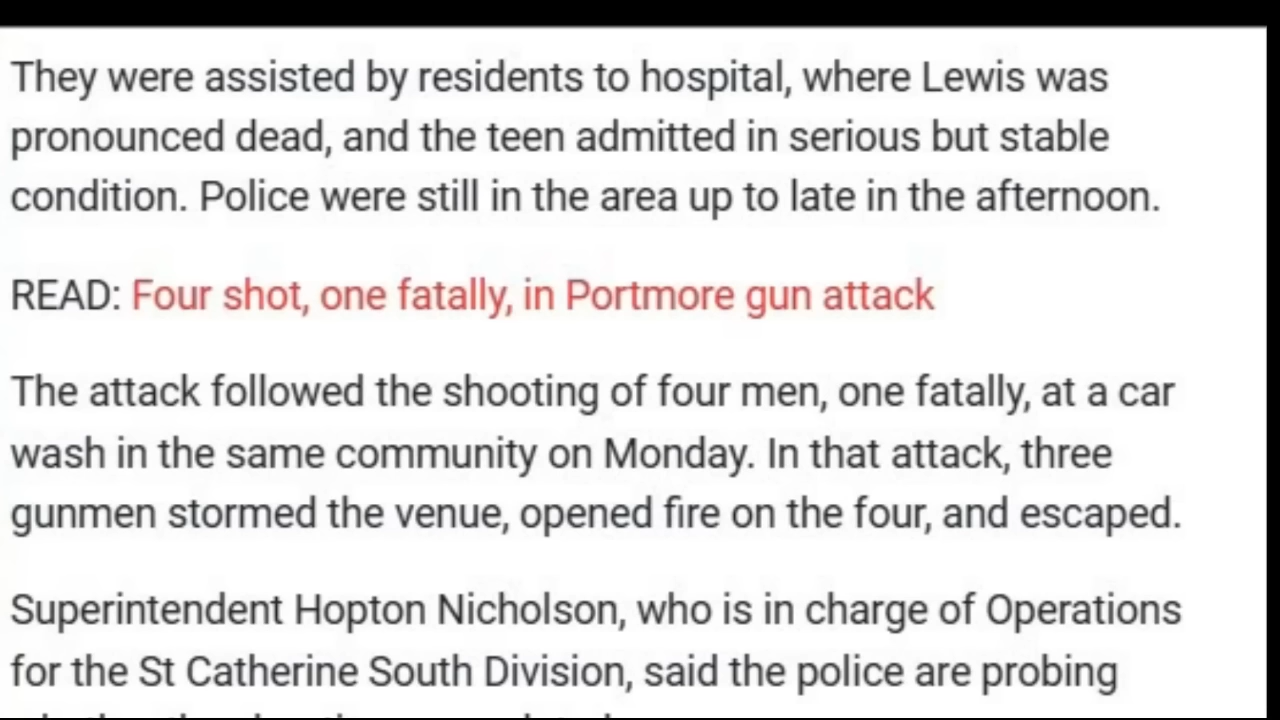 They were assisted by residents to hospital, where Lewis was
pronounced dead, and the teen admitted in serious but stable
condition. Police were still in the area up to late in the afternoon.
READ: Four shot, one fatally, in Portmore gun attack
The attack followed the shooting of four men, one fatally, at a car
wash in the same community on Monday. In that attack, three
gunmen stormed the venue, opened fire on the four, and escaped.
Superintendent Hopton Nicholson, who is in charge of Operations
for the St Catherine South Division, said the police are probing